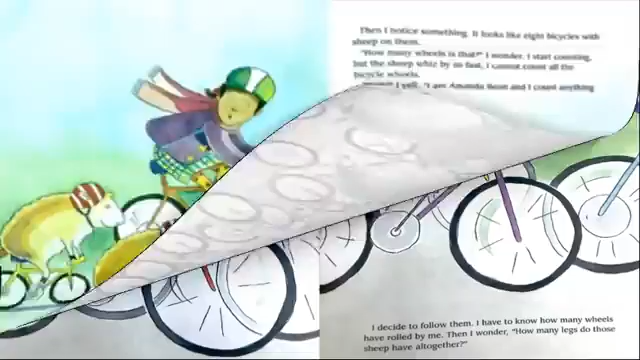 Then I notice something. It looks like eight bicycles with
sheep on them.
"How many wheels is that?" I wonder. I start counting,
but the sheep whiz by so fast, I cannot count all the
bicycle wheels.
I yell. "I am Amanda Bean and I count anything
I decide to follow them. I have to know how many wheels
have rolled by me. Then I wonder, "How many legs do those
sheep have altogether?"